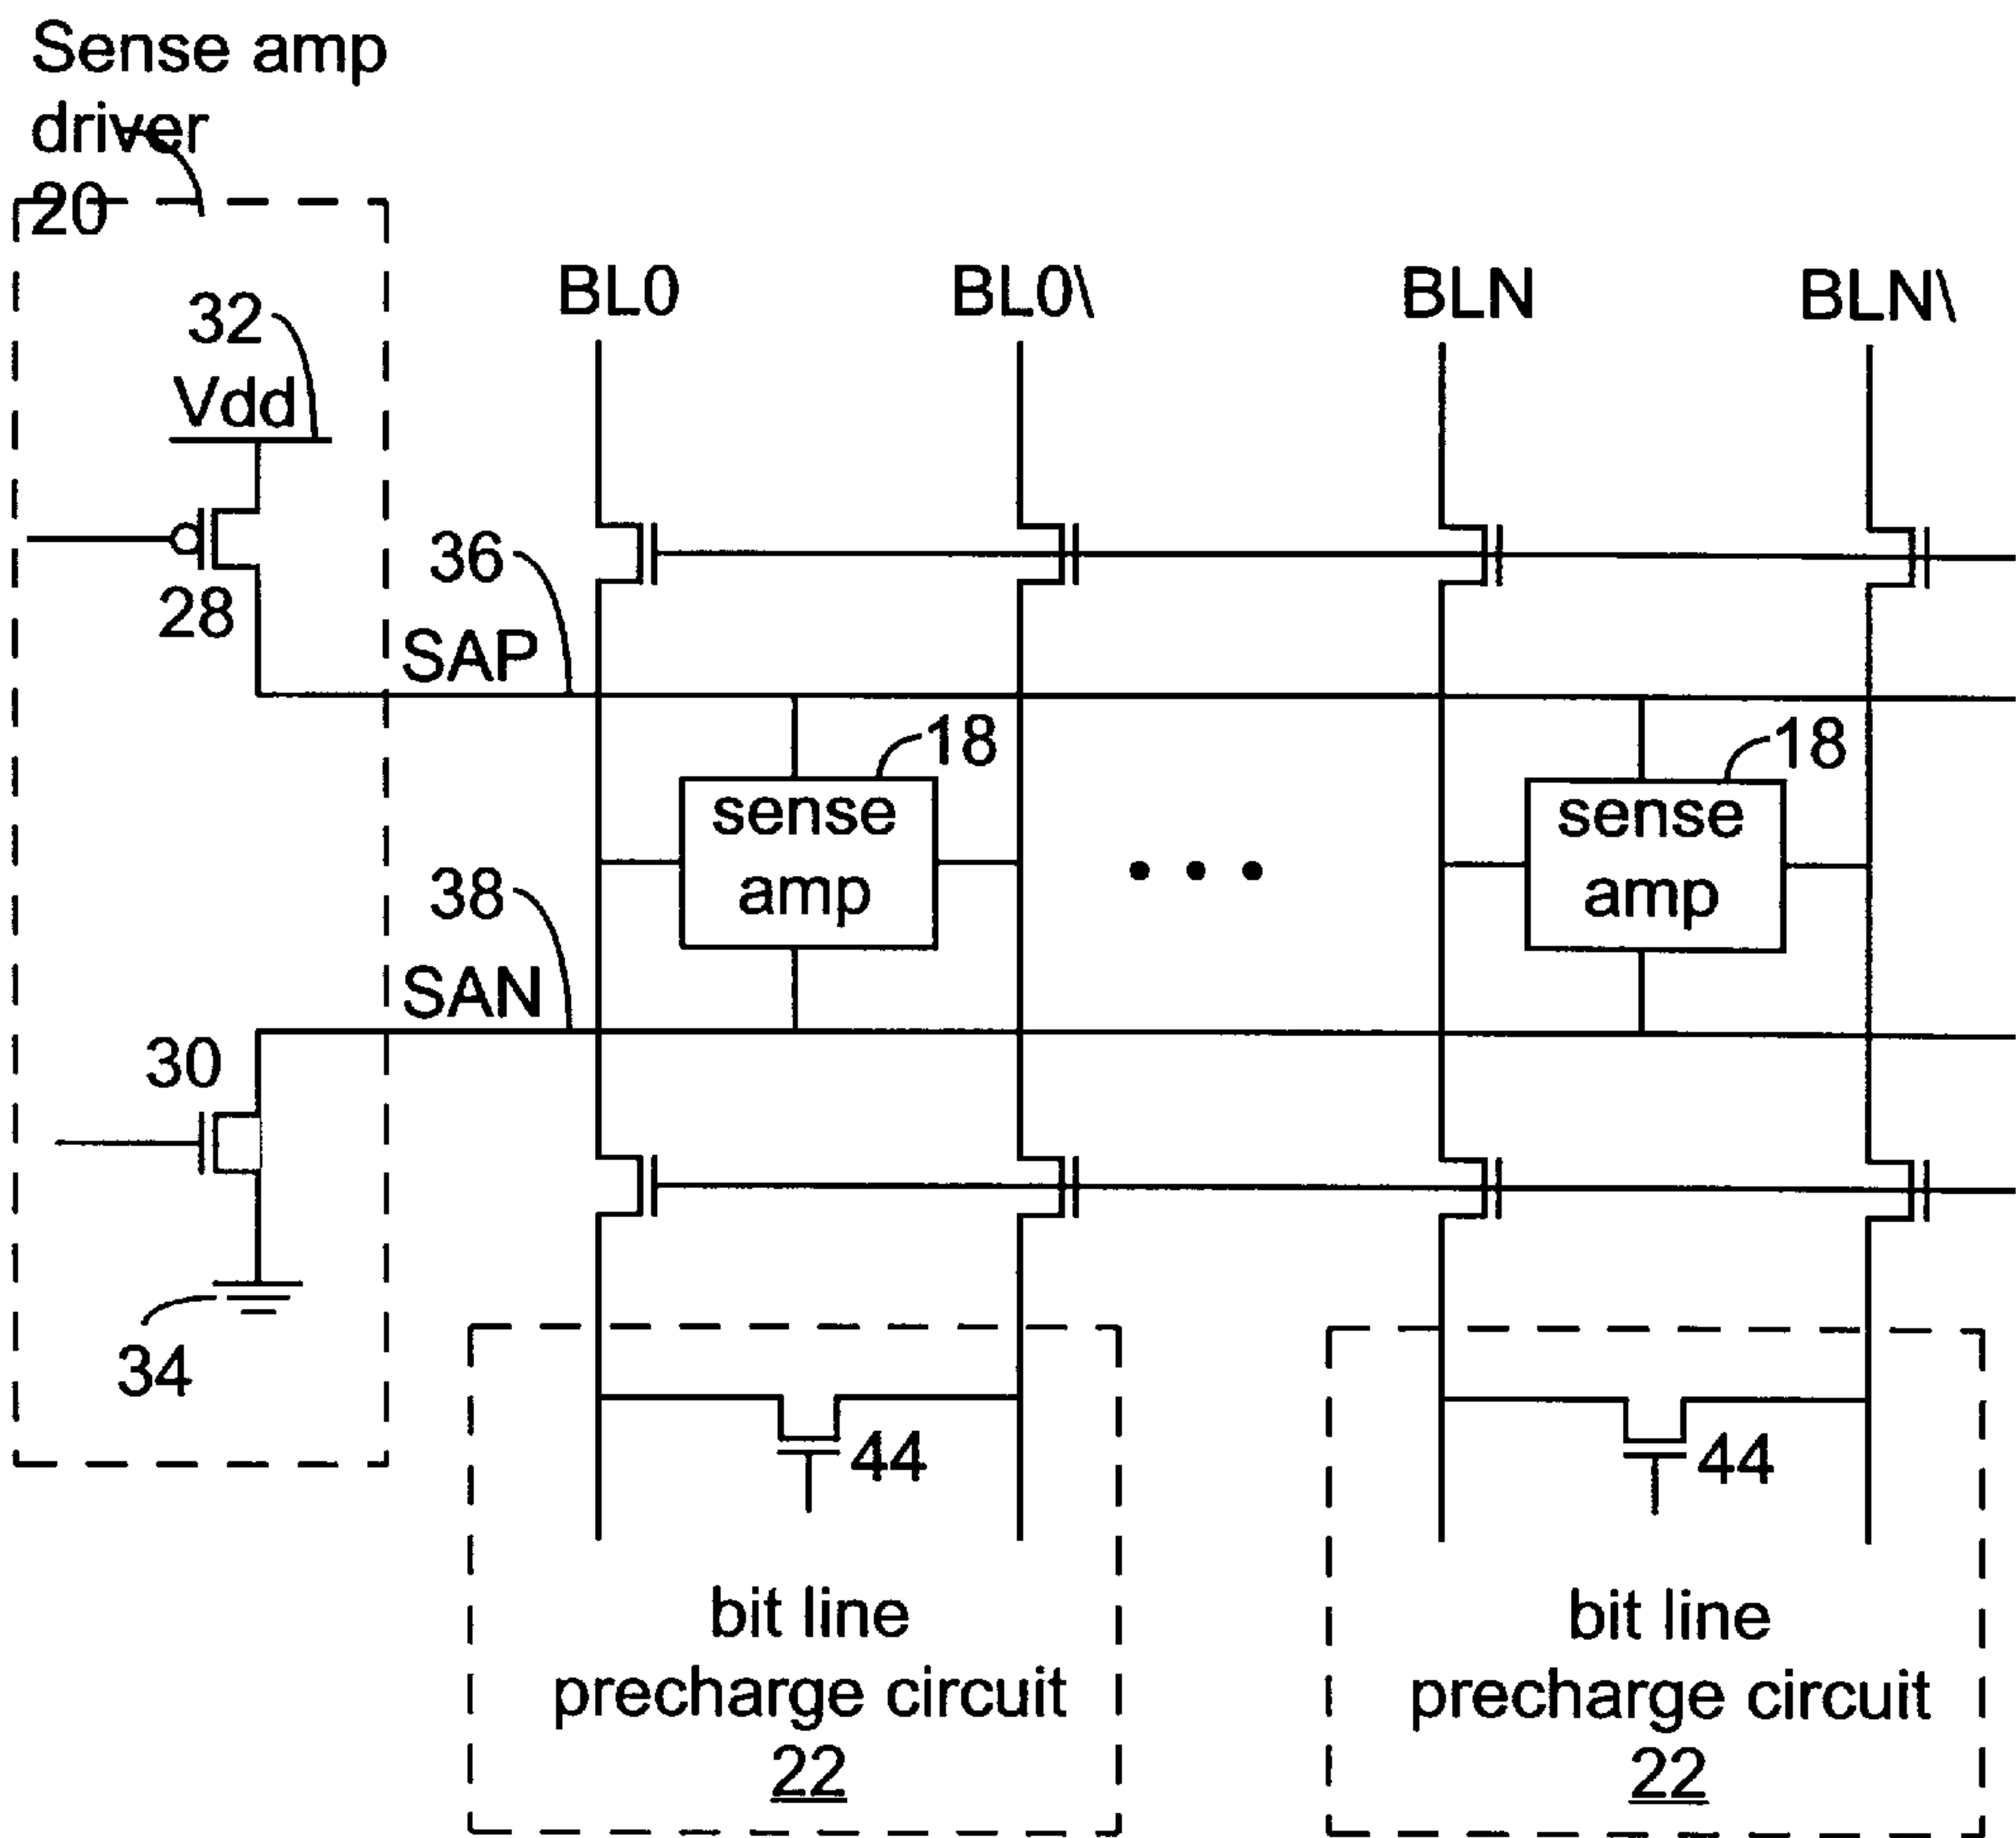 Sense amp
driver
20
BL0
BL0\
BLN
BLN\
32
Vdd
28
36
SAP
18
sense
amp
18
sense
amp
38
SAN
30
34
44
44
bit line
precharge circuit
22
bit line
precharge circuit
22